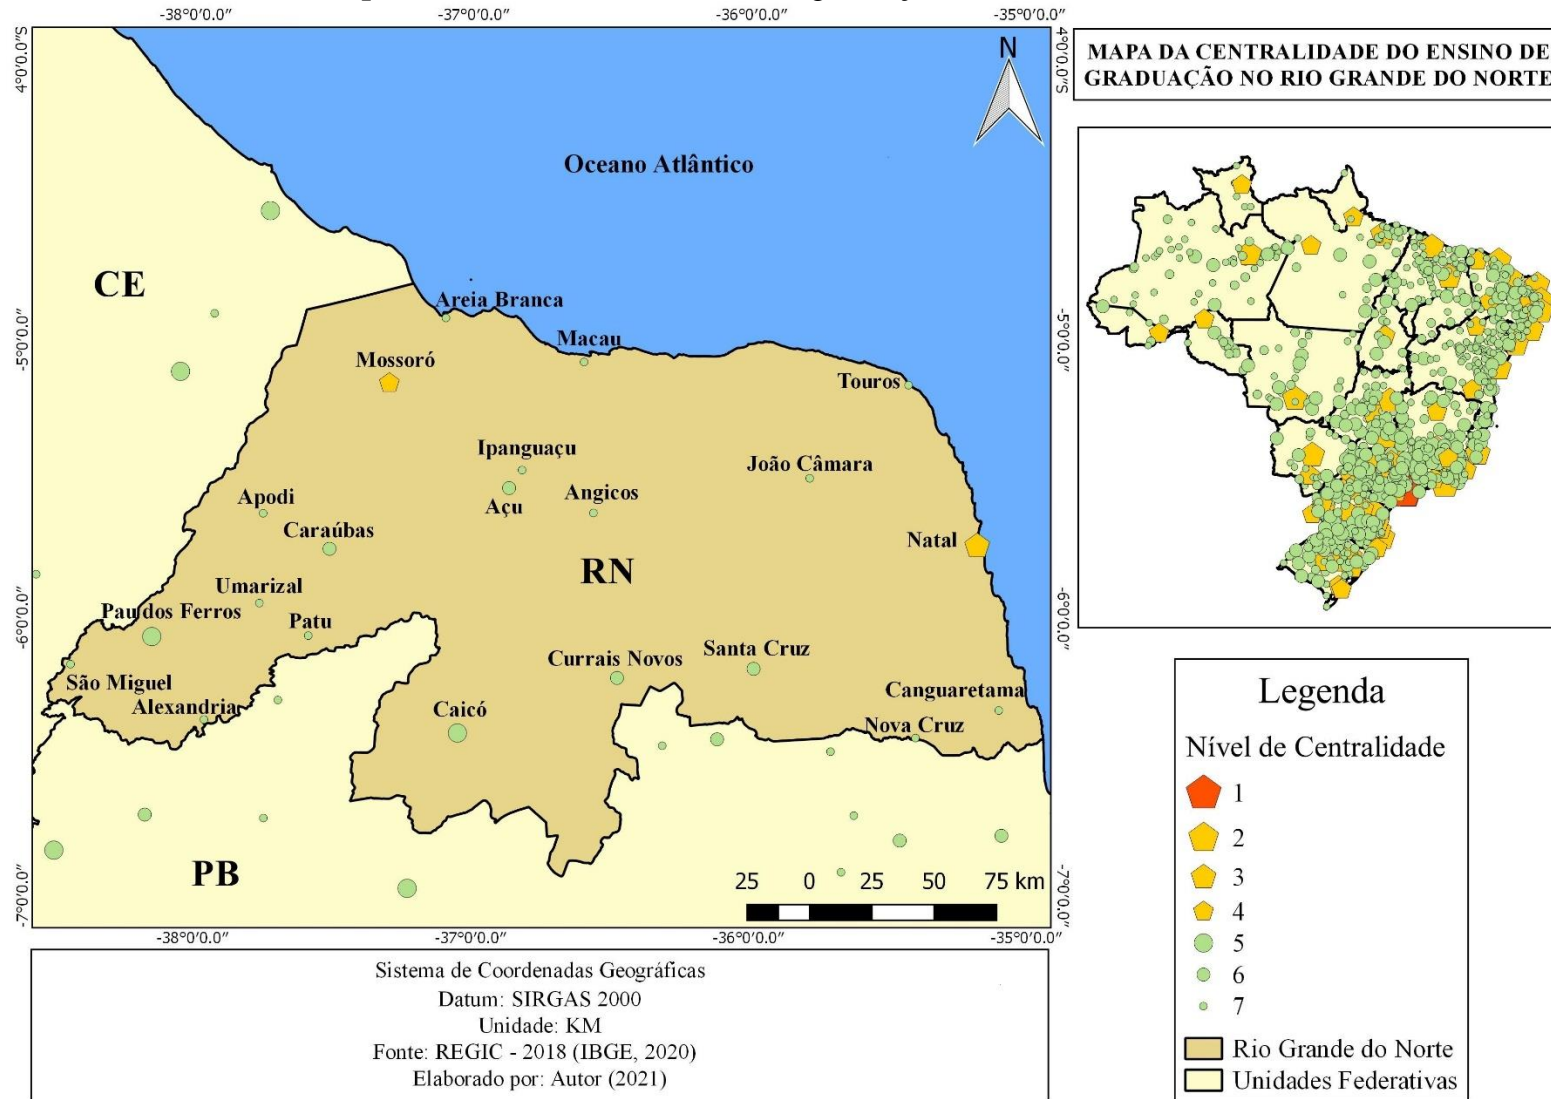 -38°0'0.0"
-37°0'0.0"
-36°0'0.0"
-35°0'0.0"
4°0'0.0"S
4°0'0.0"S
N
Oceano Atlântico
CE
Areia Branca
-5°0'0.0"
-5°0'0.0"
Macau
Mossoró
Touros
Ipanguaçu
João Câmara
Apodi
Açu
Angicos
Caraúbas
Natal
RN
Umarizal
Pau dos Ferros
Patu
-6°0'0.0"
-6°0'0.0"
Santa Cruz
Currais Novos
São Miguel
Alexandria
Caicó
Canguaretama
Nova Cruz
PB
25 0 25 50 75 km
-7°0'0.0"
-7°0'0.0"
-38°0'0.0"
-37°0'0.0"
-36°0'0.0"
-35°0'0.0"
Sistema de Coordenadas Geográficas
Datum: SIRGAS 2000
Unidade: KM
Fonte: REGIC - 2018 (IBGE, 2020)
Elaborado por: Autor (2021)
MAPA DA CENTRALIDADE DO ENSINO DE
GRADUAÇÃO NO RIO GRANDE DO NORTE
Legenda
Nível de Centralidade
1
2
3
4
5
6
7
Rio Grande do Norte
Unidades Federativas